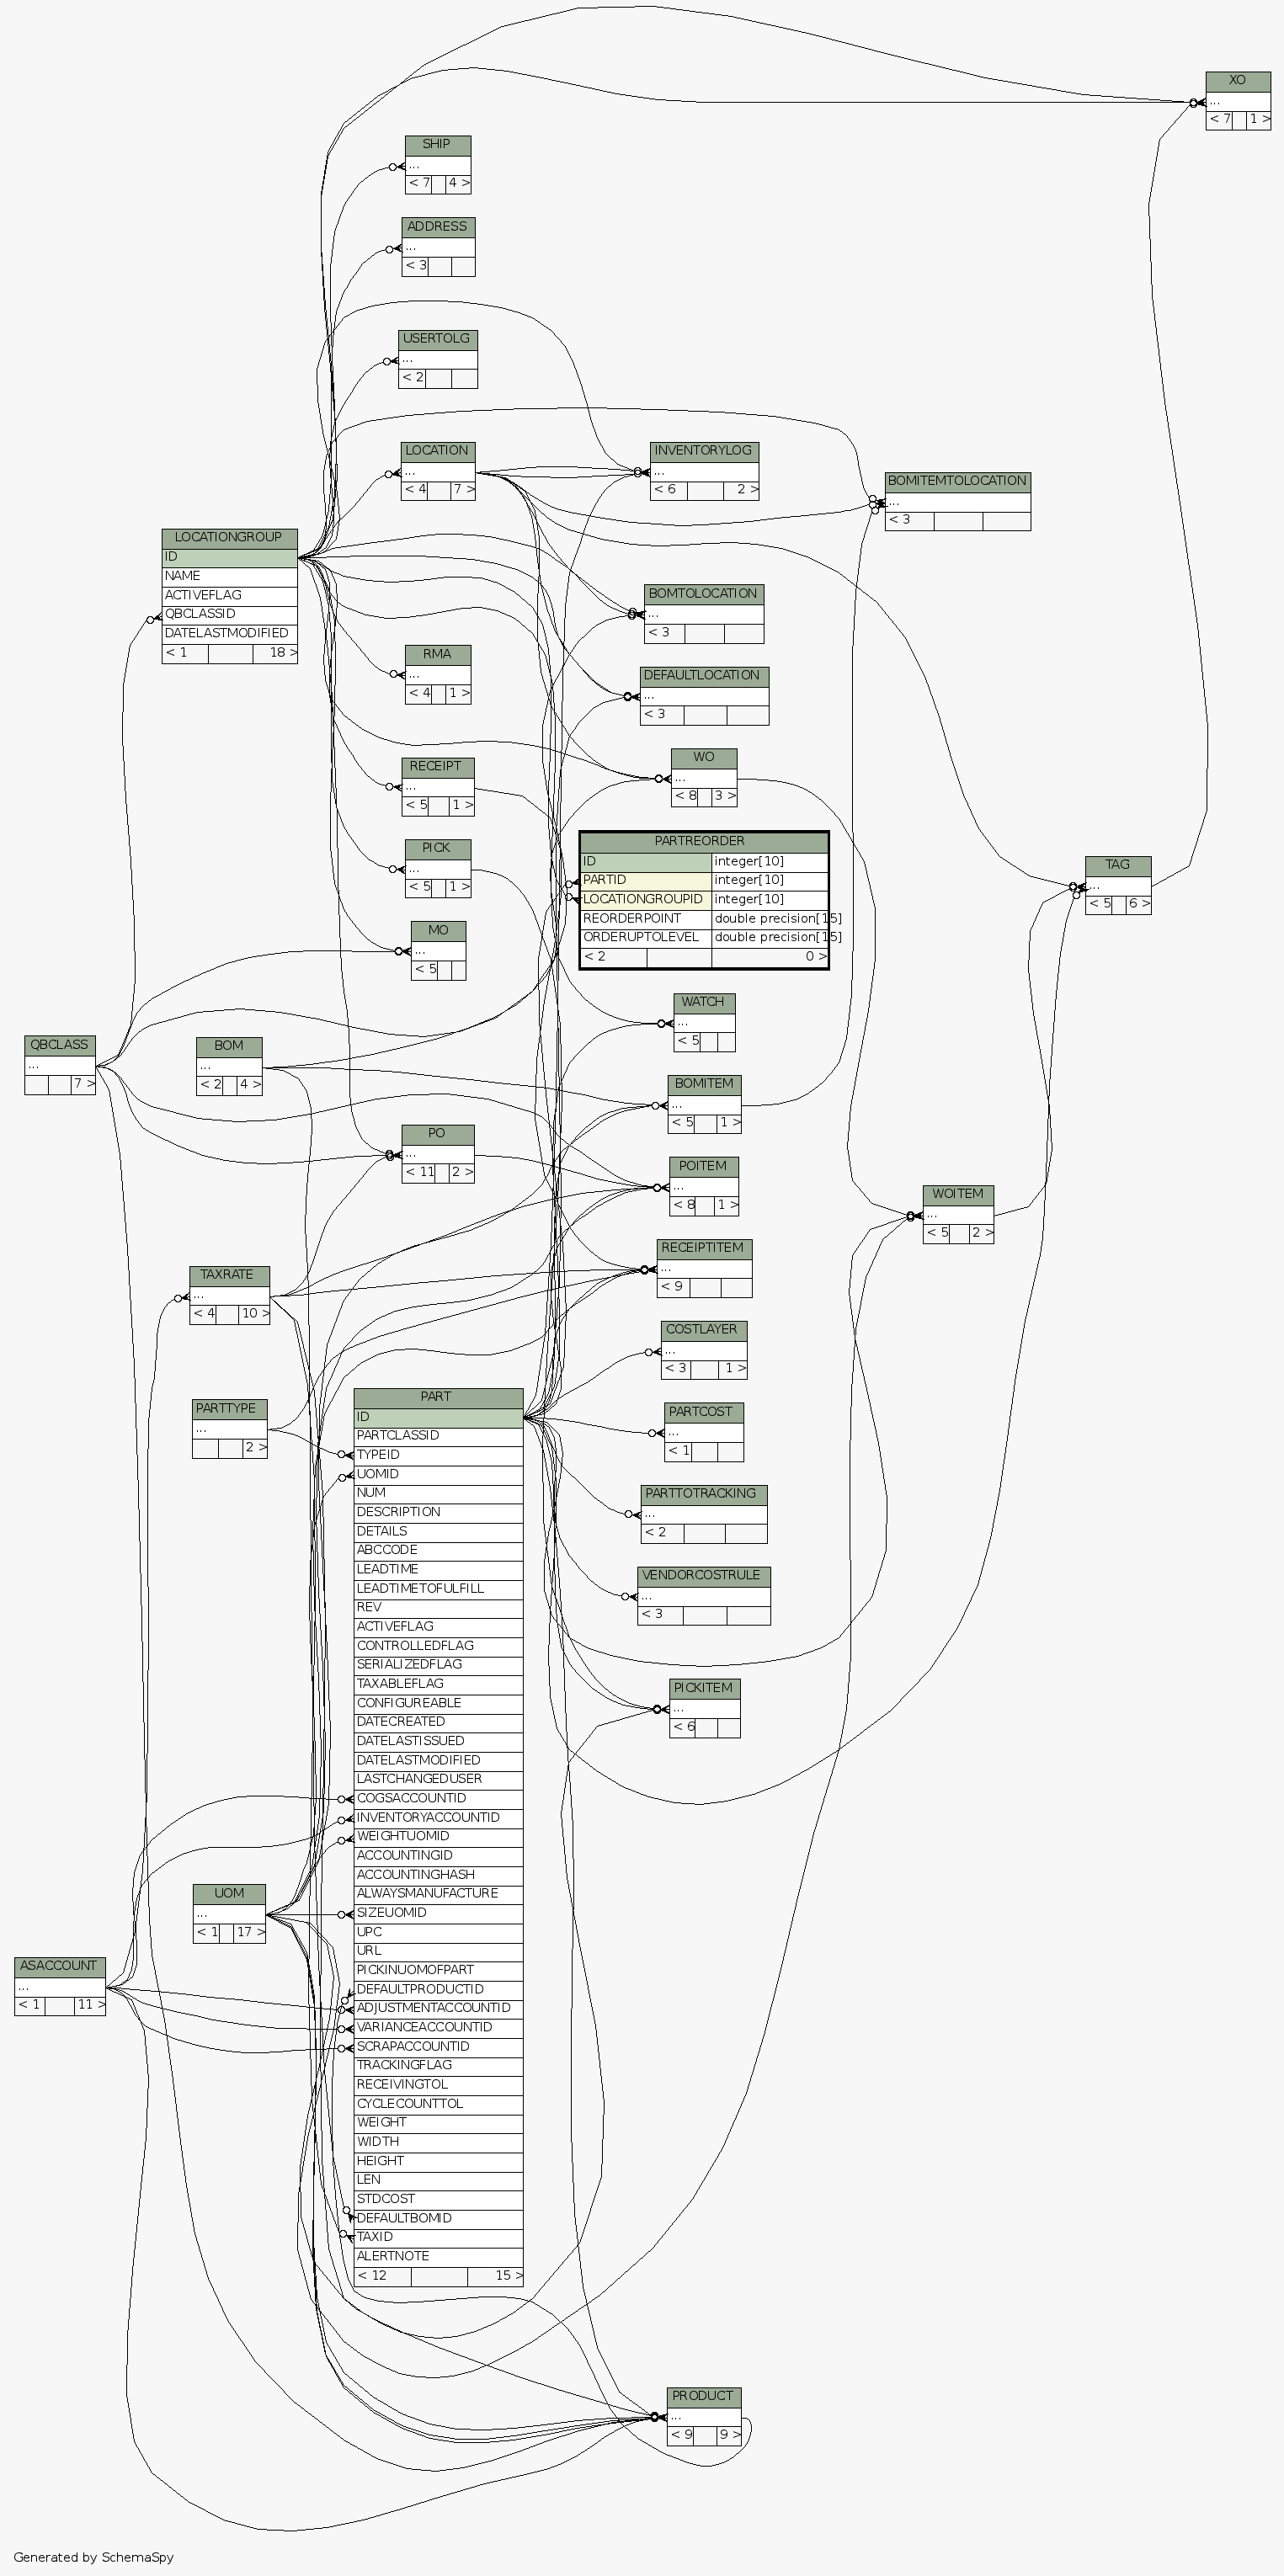 XO
...
< 7 1 >
SHIP
...
< 7 4 >
ADDRESS
...
< 3
USERTOLG
...
< 2
LOCATION
...
< 4 7 >
INVENTORYLOG
...
< 6 2 >
BOMITEMTOLOCATION
...
< 3
LOCATIONGROUP
ID
NAME
ACTIVEFLAG
QBCLASSID
DATELASTMODIFIED
< 1 18 >
BOMTOLOCATION
...
< 3
RMA
...
< 4 1 >
DEFAULTLOCATION
...
< 3
WO
...
< 8 3 >
RECEIPT
...
< 5 1 >
PICK
...
< 5 1 >
PARTREORDER
ID integer[10]
PARTID integer[10]
LOCATIONGROUPID integer[10]
REORDERPOINT double precision[15]
ORDERUPTOLEVEL double precision[15]
< 2 0 >
TAG
...
< 5 6 >
MO
...
< 5
WATCH
...
< 5
QBCLASS
...
7 >
BOM
...
< 2 4 >
BOMITEM
...
< 5 1 >
PO
...
< 11 2 >
POITEM
...
< 8 1 >
WOITEM
...
< 5 2 >
RECEIPTITEM
...
< 9
TAXRATE
...
< 4 10 >
COSTLAYER
...
< 3 1 >
PARTTYPE
...
2 >
PARTCOST
...
< 1
PARTTOTRACKING
...
< 2
VENDORCOSTRULE
...
< 3
PICKITEM
...
< 6
PART
ID
PARTCLASSID
TYPEID
UOMID
NUM
DESCRIPTION
DETAILS
ABCCODE
LEADTIME
LEADTIMETOFULFILL
REV
ACTIVEFLAG
CONTROLLEDFLAG
SERIALIZEDFLAG
TAXABLEFLAG
CONFIGUREABLE
DATECREATED
DATELASTISSUED
DATELASTMODIFIED
LASTCHANGEDUSER
COGSACCOUNTID
INVENTORYACCOUNTID
WEIGHTUOMID
ACCOUNTINGID
ACCOUNTINGHASH
ALWAYSMANUFACTURE
SIZEUOMID
UPC
URL
PICKINUOMOFPART
DEFAULTPRODUCTID
ADJUSTMENTACCOUNTID
VARIANCEACCOUNTID
SCRAPACCOUNTID
TRACKINGFLAG
RECEIVINGTOL
CYCLECOUNTTOL
WEIGHT
WIDTH
HEIGHT
LEN
STDCOST
DEFAULTBOMID
TAXID
ALERTNOTE
< 12 15 >
UOM
...
< 1 17 >
ASACCOUNT
...
< 1 11 >
PRODUCT
...
< 9 9 >
Generated by SchemaSpy